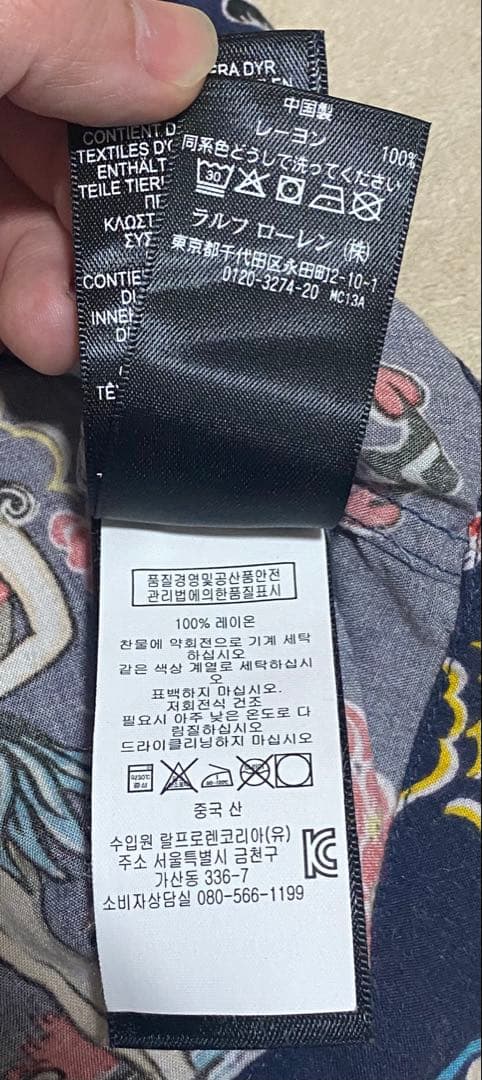 FRA DYR
CONTIENT D
TEXTILES D'
ENTHÄLT
TEILE TIER
ΚΛΩΣΤ
ΣΥΣ
CONTIE
INNE
TÊ
中国製
レーヨン 100%
同系色どうしで洗ってください
30
ラルフ ローレン (株)
東京都千代田区永田町2-10-1
0120-3274-20 MC13A
품질경영및공산품안전
관리법에의한품질표시
100% 레이온
찬물에 약회전으로 기계 세탁
하십시오
같은 색상 계열로 세탁하십시
오
표백하지 마십시오.
저회전식 건조
필요시 아주 낮은 온도로 다
림질하십시오
드라이클리닝하지 마십시오
중국 산
수입원 랄프로렌코리아(유)
주소 서울특별시 금천구
가산동 336-7
소비자상담실 080-566-1199